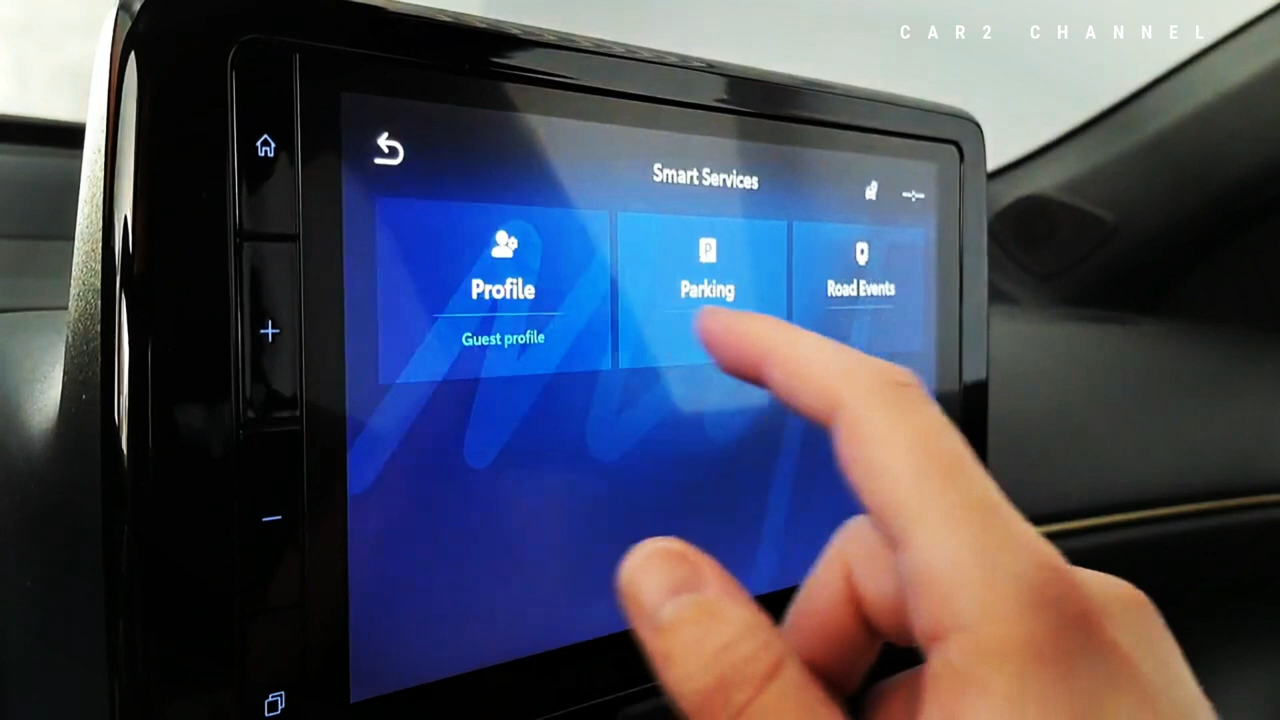 CAR2 CHANNEL
Smart Services
Profile
Parking
Road Events
Guest profile